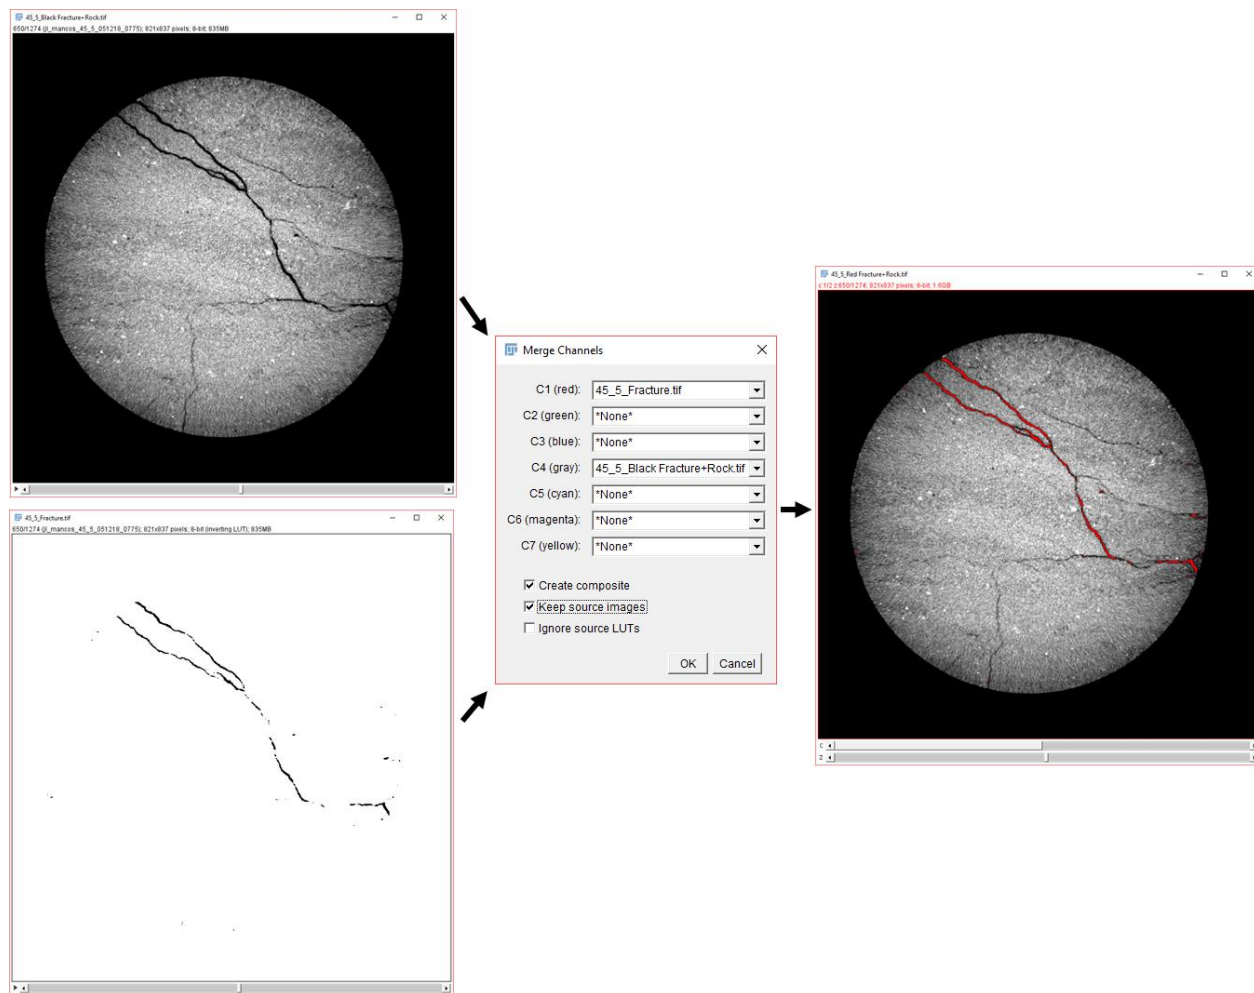 45_5_Black Fracture+Rock.tif
650/1274 (jl_mancos_45_5_051218_0775); 821x837 pixels; 8-bit; 835MB
45_5_Fracture.tif
650/1274 (jl_mancos_45_5_051218_0775); 821x837 pixels; 8-bit (inverting LUT); 835MB
Merge Channels
C1 (red): 45_5_Fracture.tif
C2 (green): *None*
C3 (blue): *None*
C4 (gray): 45_5_Black Fracture+Rock.tif
C5 (cyan): *None*
C6 (magenta): *None*
C7 (yellow): *None*
Create composite
Keep source images
Ignore source LUTs
OK Cancel
45_5_Red Fracture+Rock.tif
c:1/2 z:650/1274; 821x837 pixels; 8-bit; 1.6GB
c
z